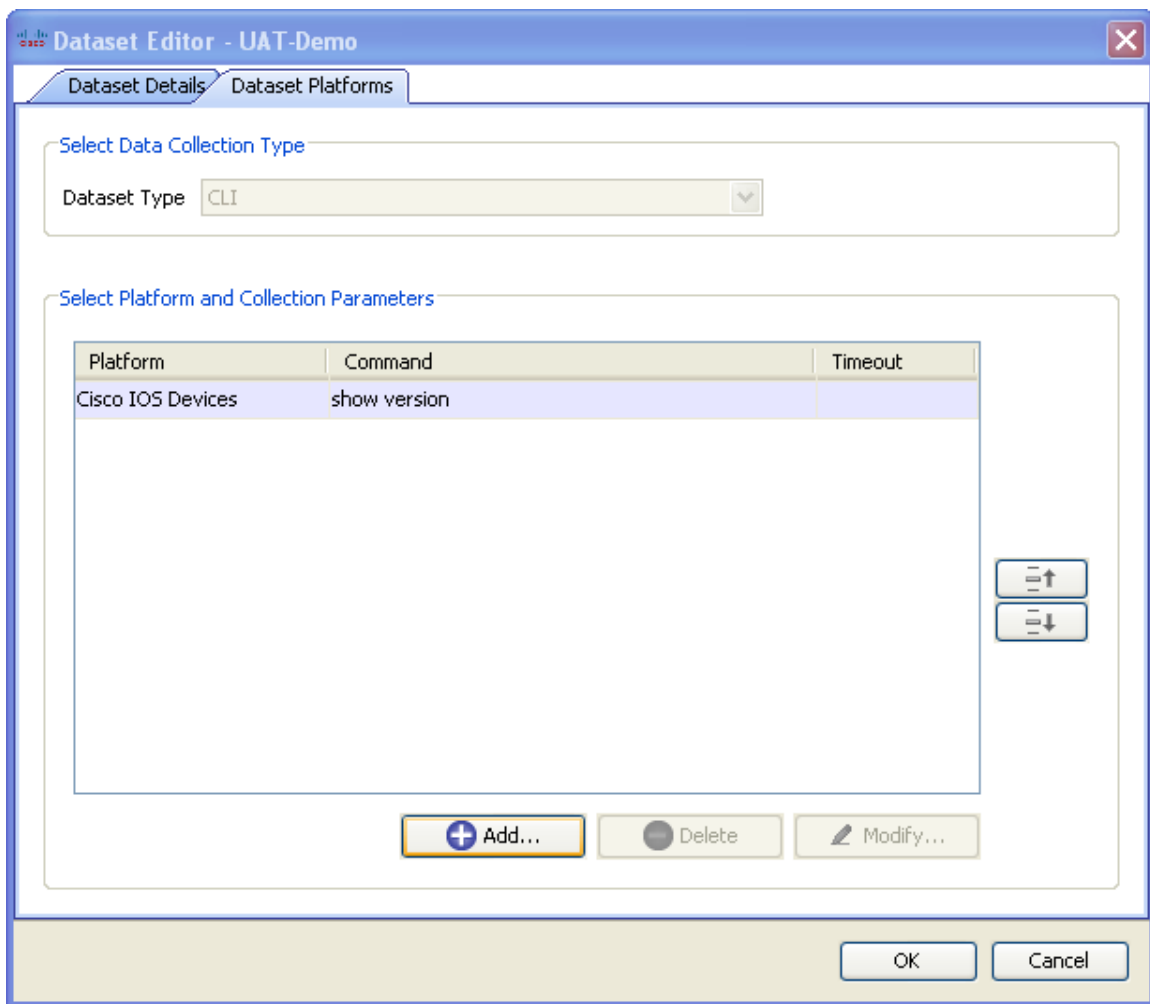 cisco Dataset Editor - UAT-Demo
Dataset Details Dataset Platforms
Select Data Collection Type
Dataset Type CLI
Select Platform and Collection Parameters
Platform Command Timeout
Cisco IOS Devices show version
Add... Delete Modify...
OK Cancel